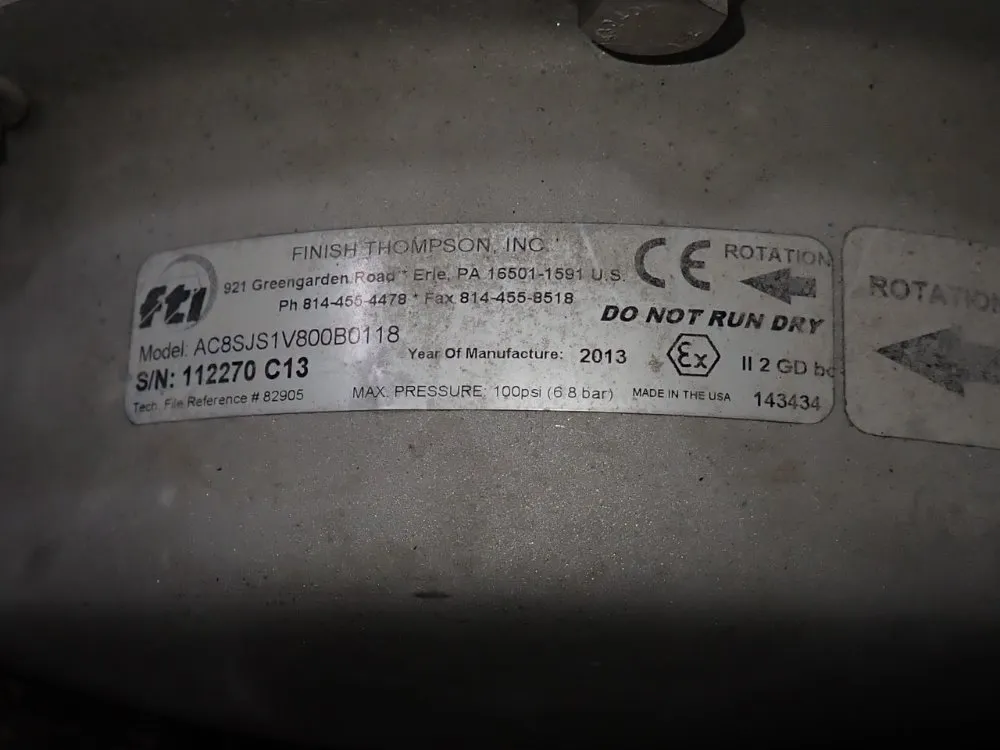 FINISH THOMPSON, INC.
fti
921 Greengarden Road * Erie, PA 16501-1591 U.S.
Ph 814-455-4478 * Fax 814-455-8518
CE
ROTATION
DO NOT RUN DRY
Model: AC8SJS1V800B0118
S/N: 112270 C13
Year Of Manufacture: 2013
Ex II 2 GD bc
Tech. File Reference # 82905
MAX. PRESSURE: 100psi (6.8 bar)
MADE IN THE USA
143434
ROTATION